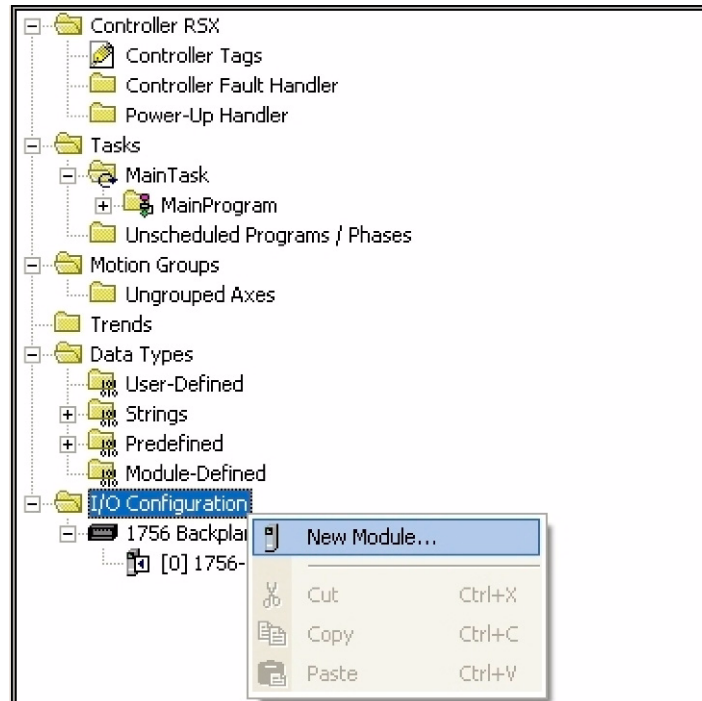 Controller RSX
Controller Tags
Controller Fault Handler
Power-Up Handler
Tasks
MainTask
MainProgram
Unscheduled Programs / Phases
Motion Groups
Ungrouped Axes
Trends
Data Types
User-Defined
Strings
Predefined
Module-Defined
I/O Configuration
1756 Backpla
New Module...
[0] 1756-
Cut Ctrl+X
Copy Ctrl+C
Paste Ctrl+V